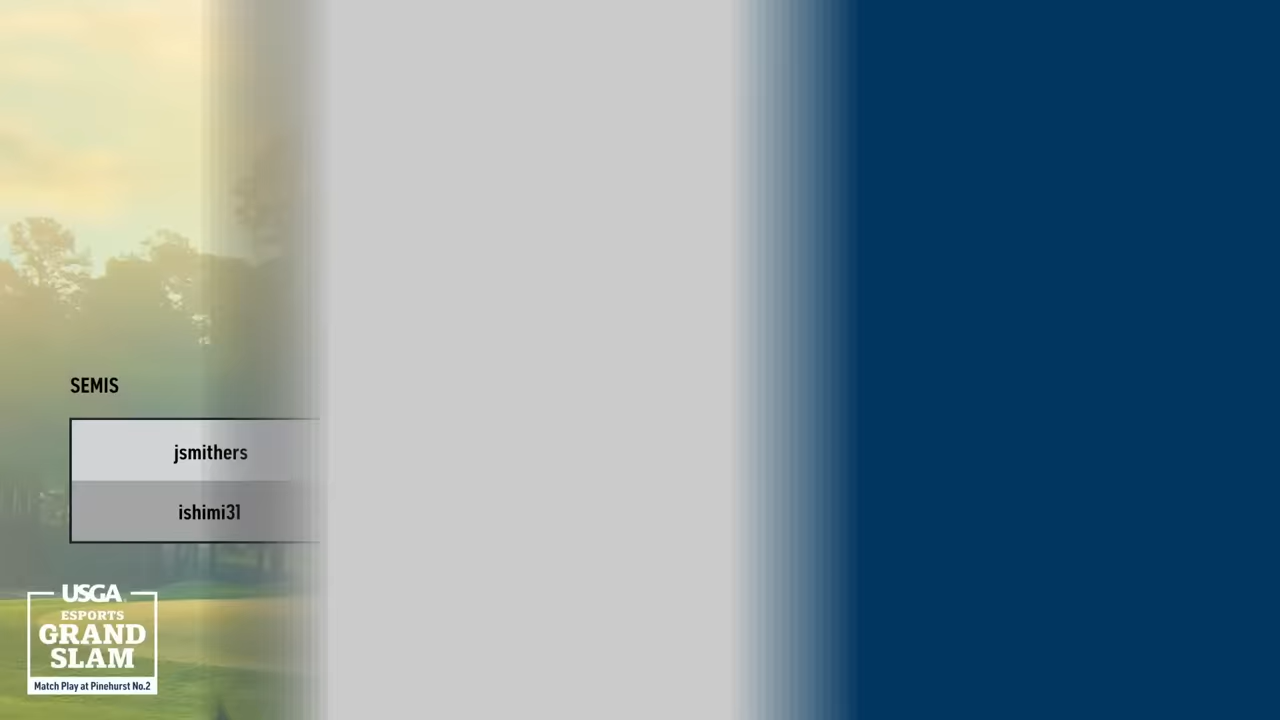 SEMIS
jsmithers
ishimi31
USGA
ESPORTS
GRAND
SLAM
Match Play at Pinehurst No.2